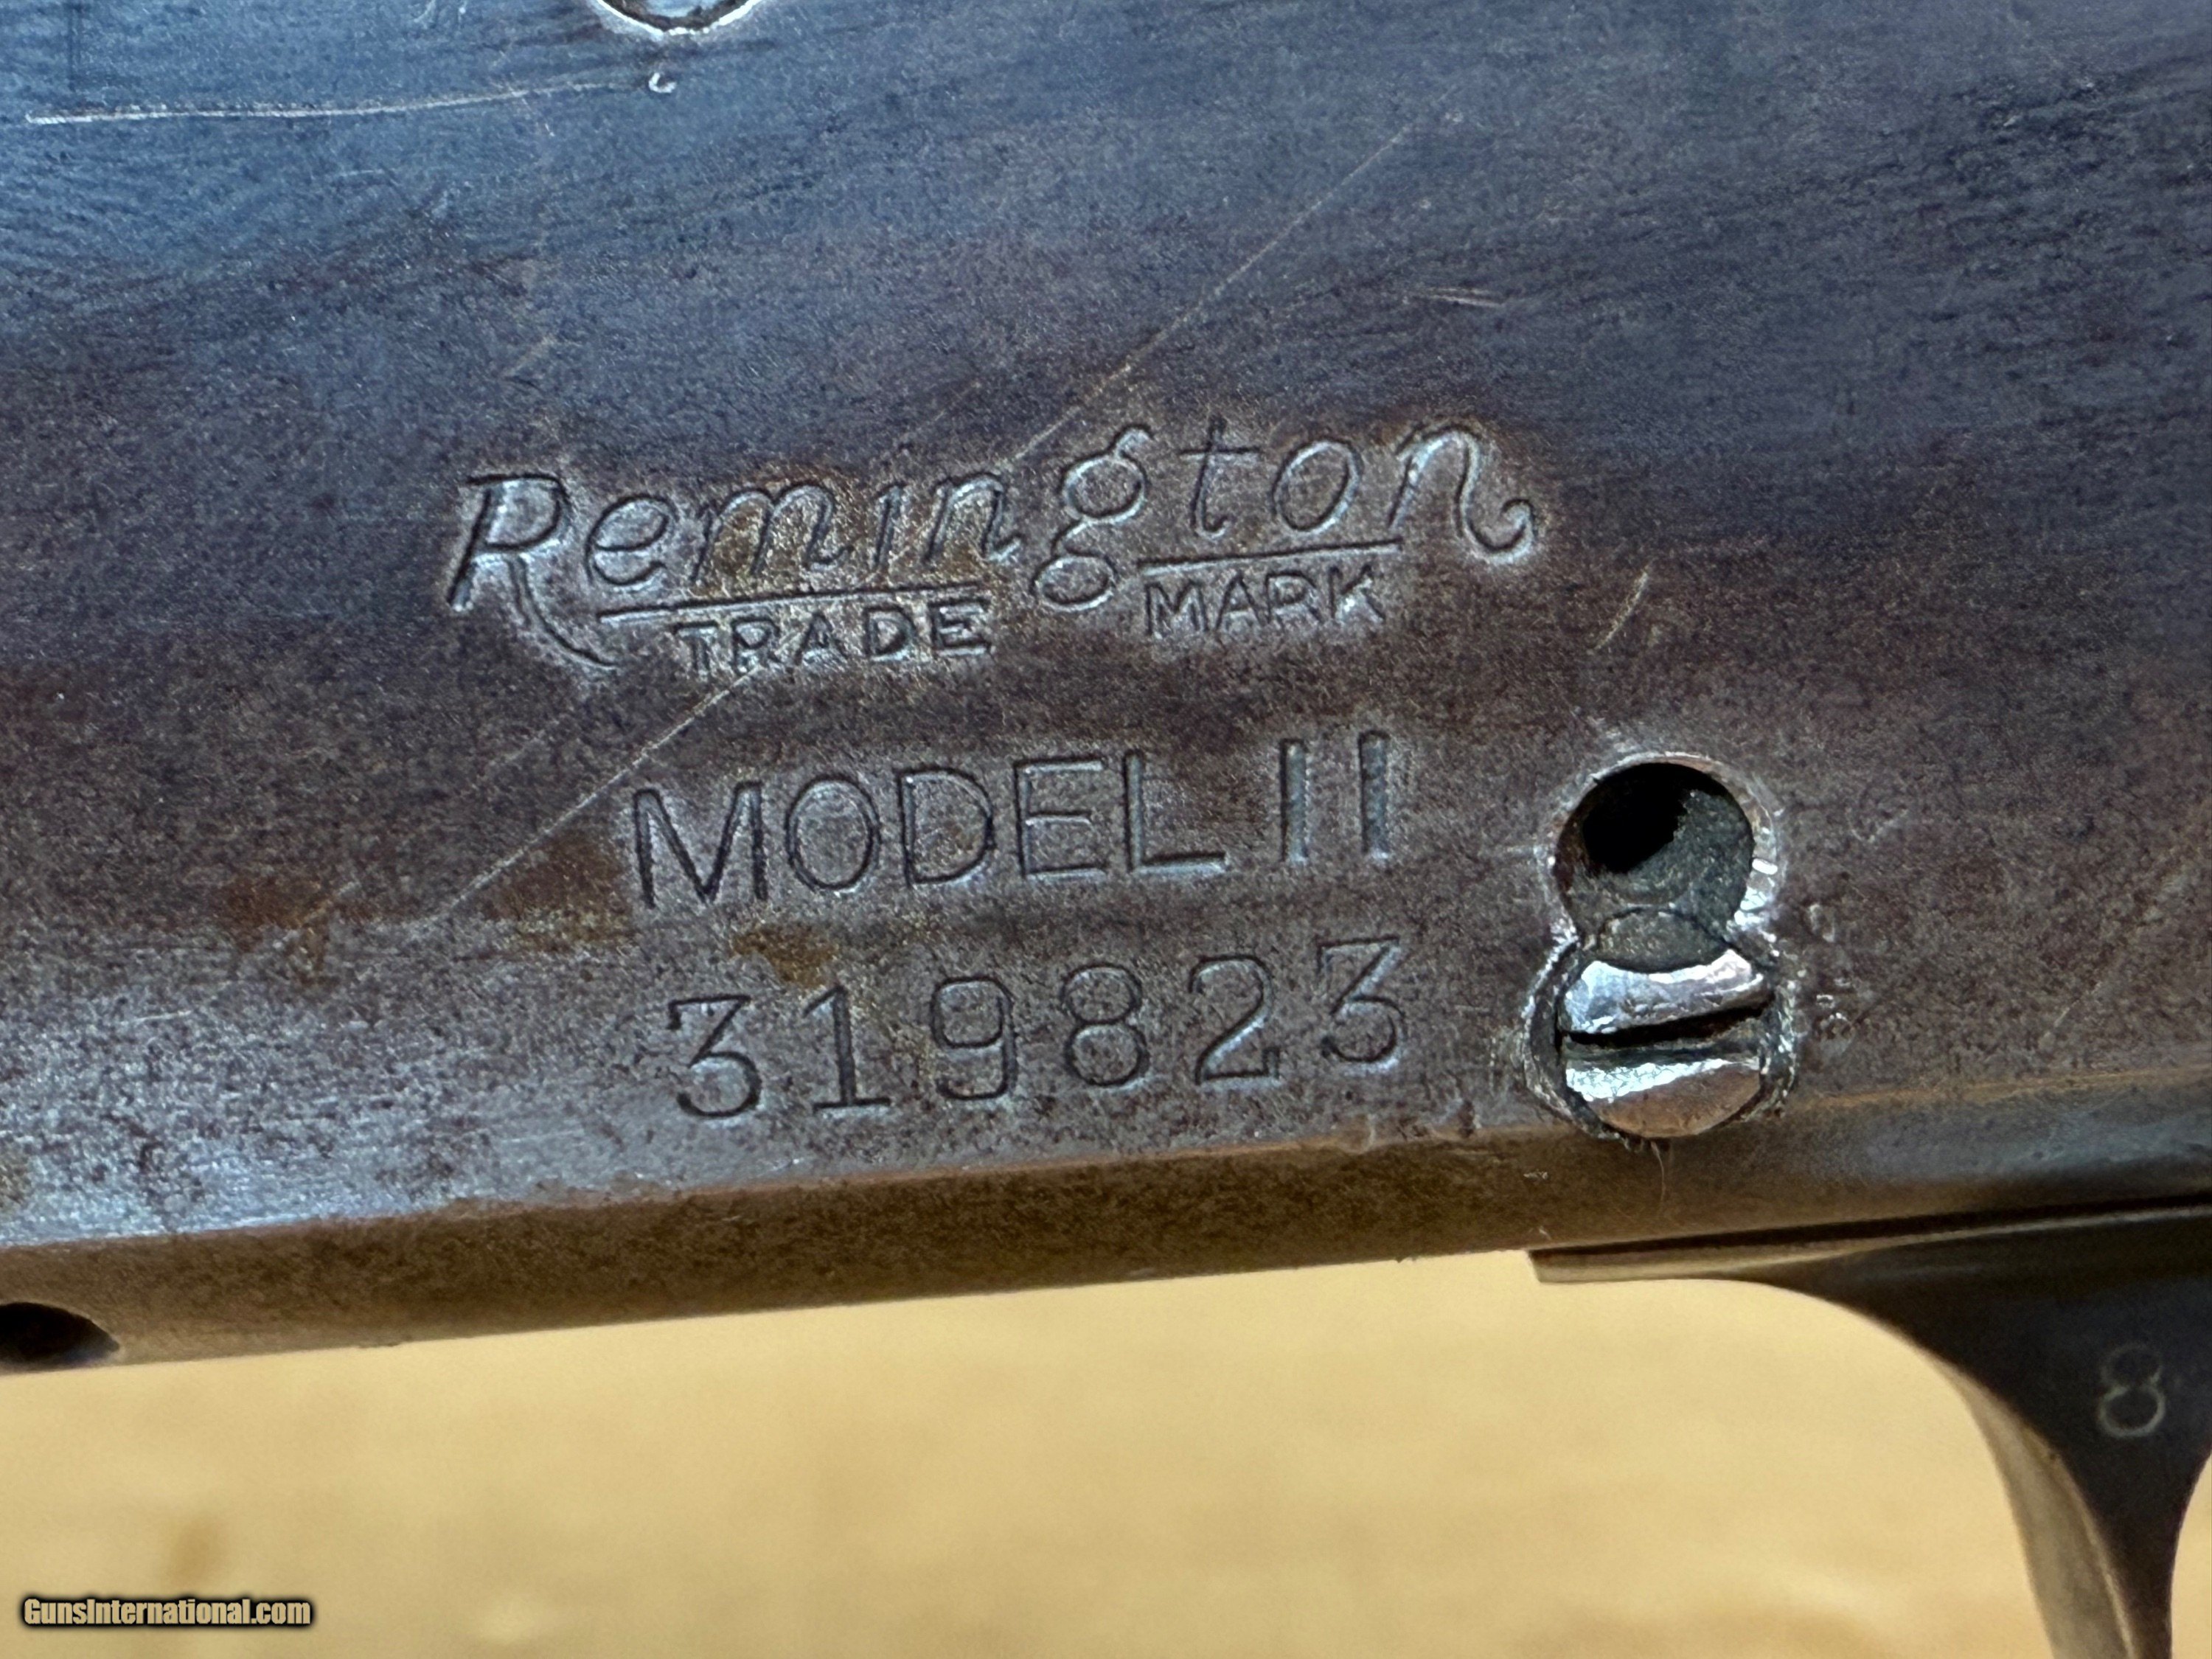 Remington
TRADE MARK
MODEL 11
319823
8
GunsInternational.com